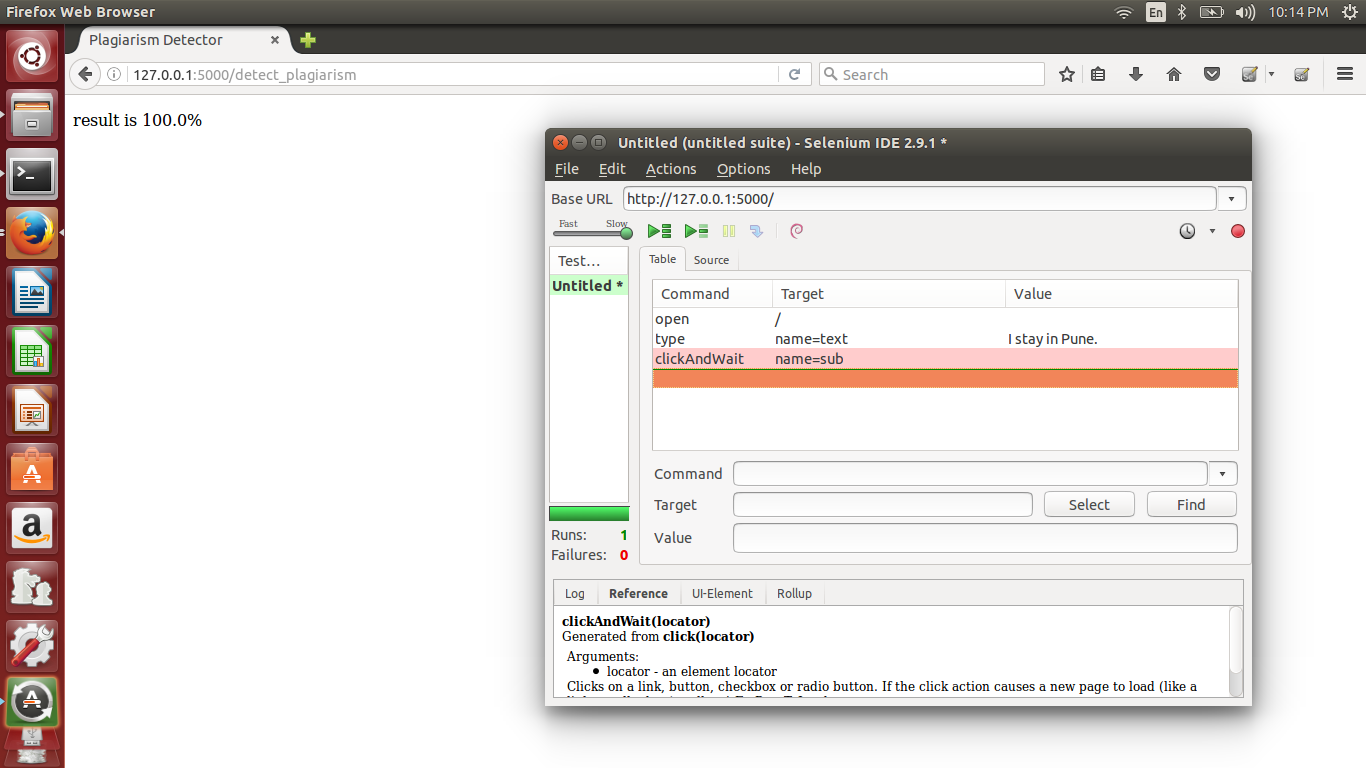 Firefox Web Browser
En
10:14 PM
Plagiarism Detector
127.0.0.1:5000/detect_plagiarism
Search
result is 100.0%
Untitled (untitled suite) - Selenium IDE 2.9.1 *
File Edit Actions Options Help
Base URL http://127.0.0.1:5000/
Fast Slow
Test...
Untitled *
Table Source
Command Target Value
open /
type name=text I stay in Pune.
clickAndWait name=sub
Command
Target Select Find
Value
Runs: 1
Failures: 0
Log Reference UI-Element Rollup
clickAndWait(locator)
Generated from click(locator)
Arguments:
• locator - an element locator
Clicks on a link, button, checkbox or radio button. If the click action causes a new page to load (like a